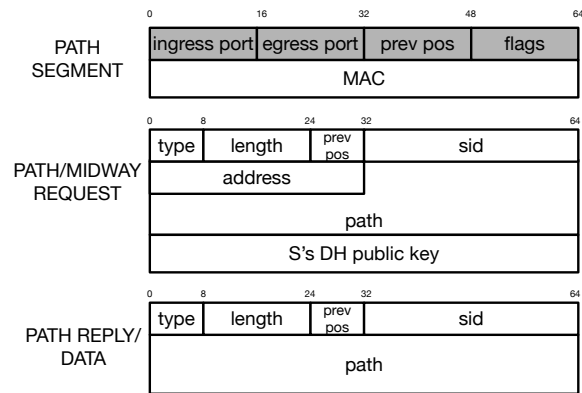 0 16 32 48 64
PATH SEGMENT
ingress port egress port prev pos flags
MAC
0 8 24 32 64
PATH/MIDWAY REQUEST
type length prev pos sid
address
path
S's DH public key
0 8 24 32 64
PATH REPLY/ DATA
type length prev pos sid
path